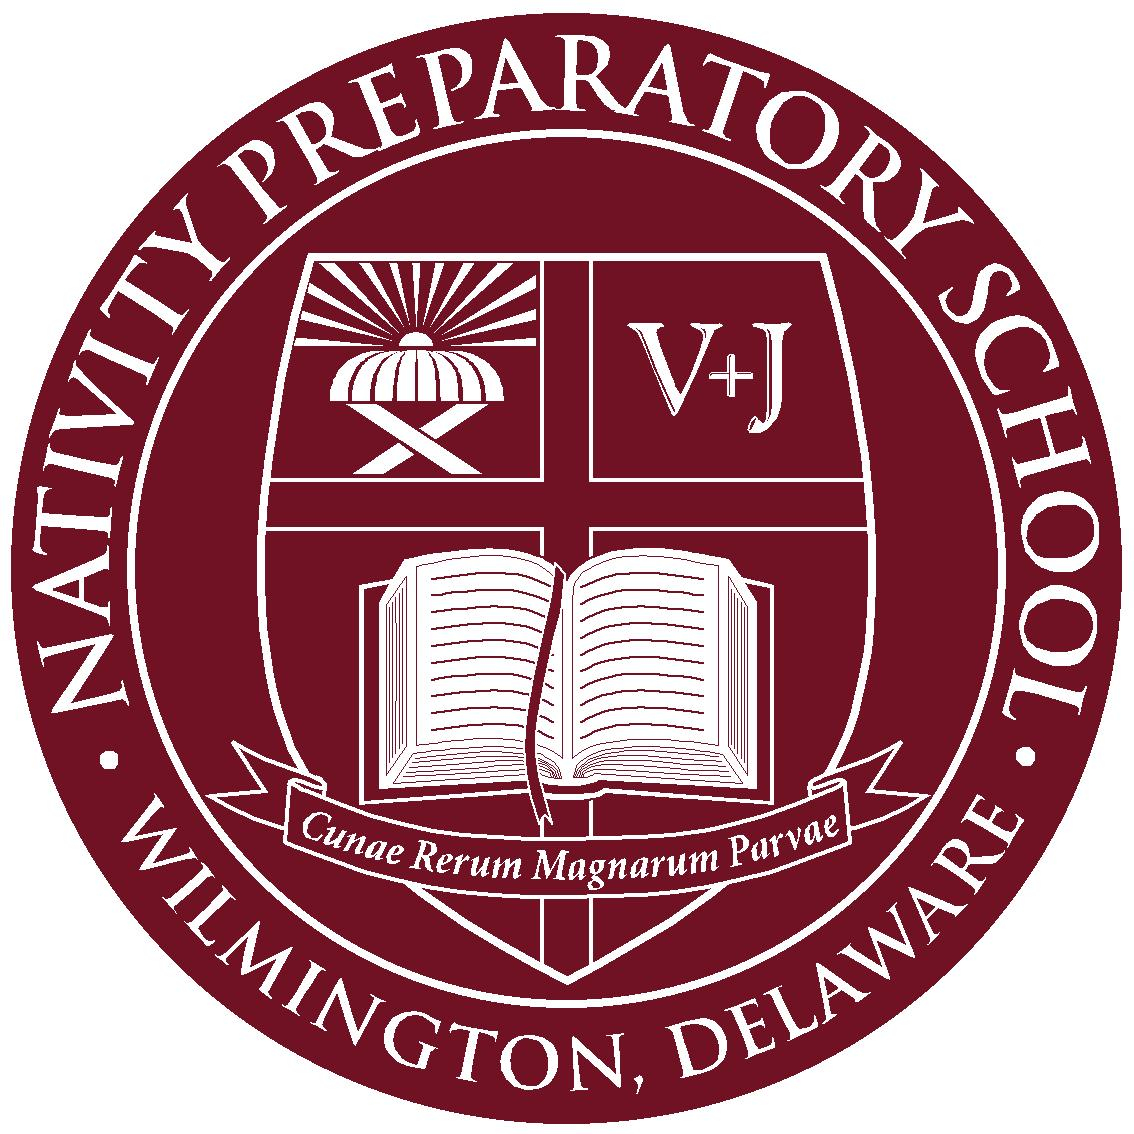 NATIVITY PREPARATORY SCHOOL
V+J
Cunae Rerum Magnarum Parvae
• WILMINGTON, DELAWARE •